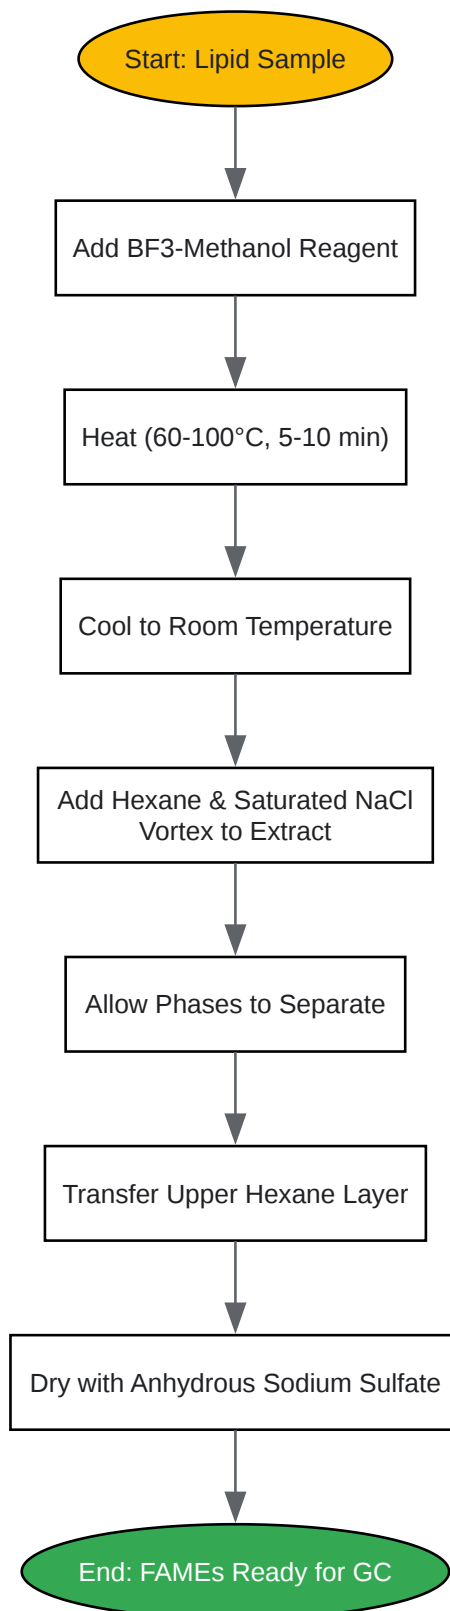 Start: Lipid Sample
Add BF3-Methanol Reagent
Heat (60-100°C, 5-10 min)
Cool to Room Temperature
Add Hexane & Saturated NaCl
Vortex to Extract
Allow Phases to Separate
Transfer Upper Hexane Layer
Dry with Anhydrous Sodium Sulfate
End: FAMEs Ready for GC